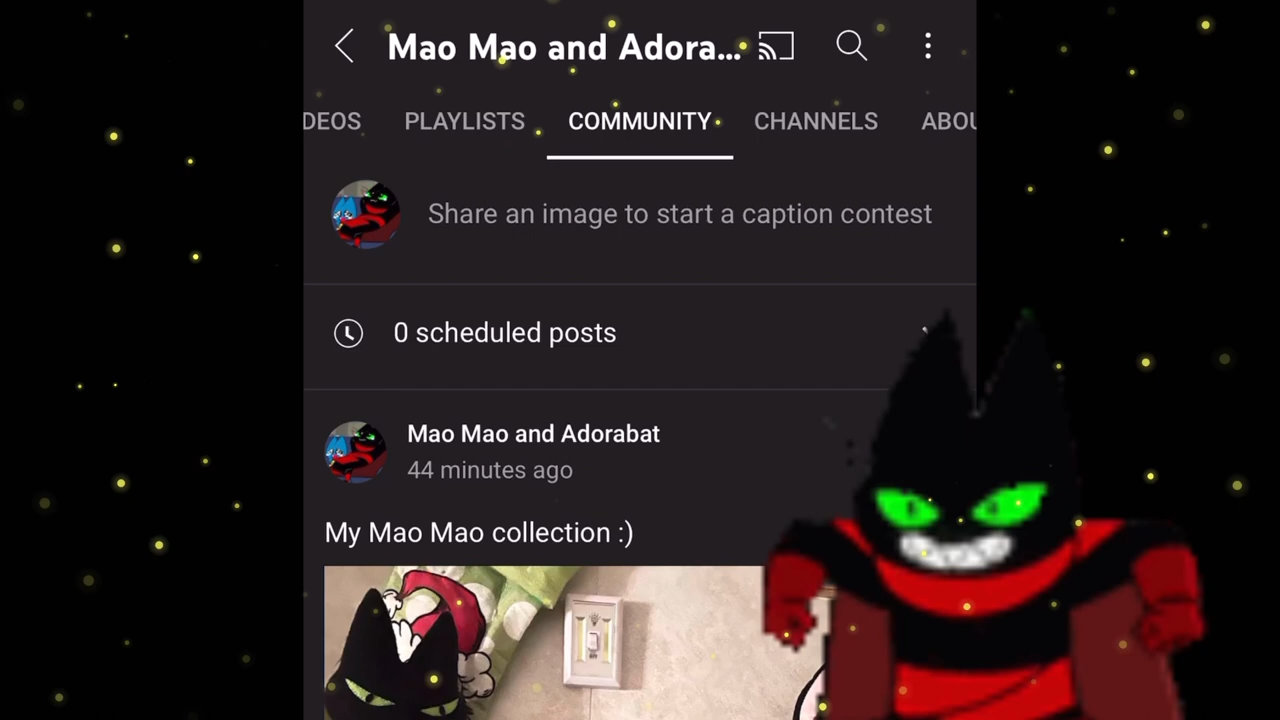 Mao Mao and Adora...
DEOS PLAYLISTS COMMUNITY CHANNELS ABOU
Share an image to start a caption contest
0 scheduled posts
Mao Mao and Adorabat
44 minutes ago
My Mao Mao collection :)